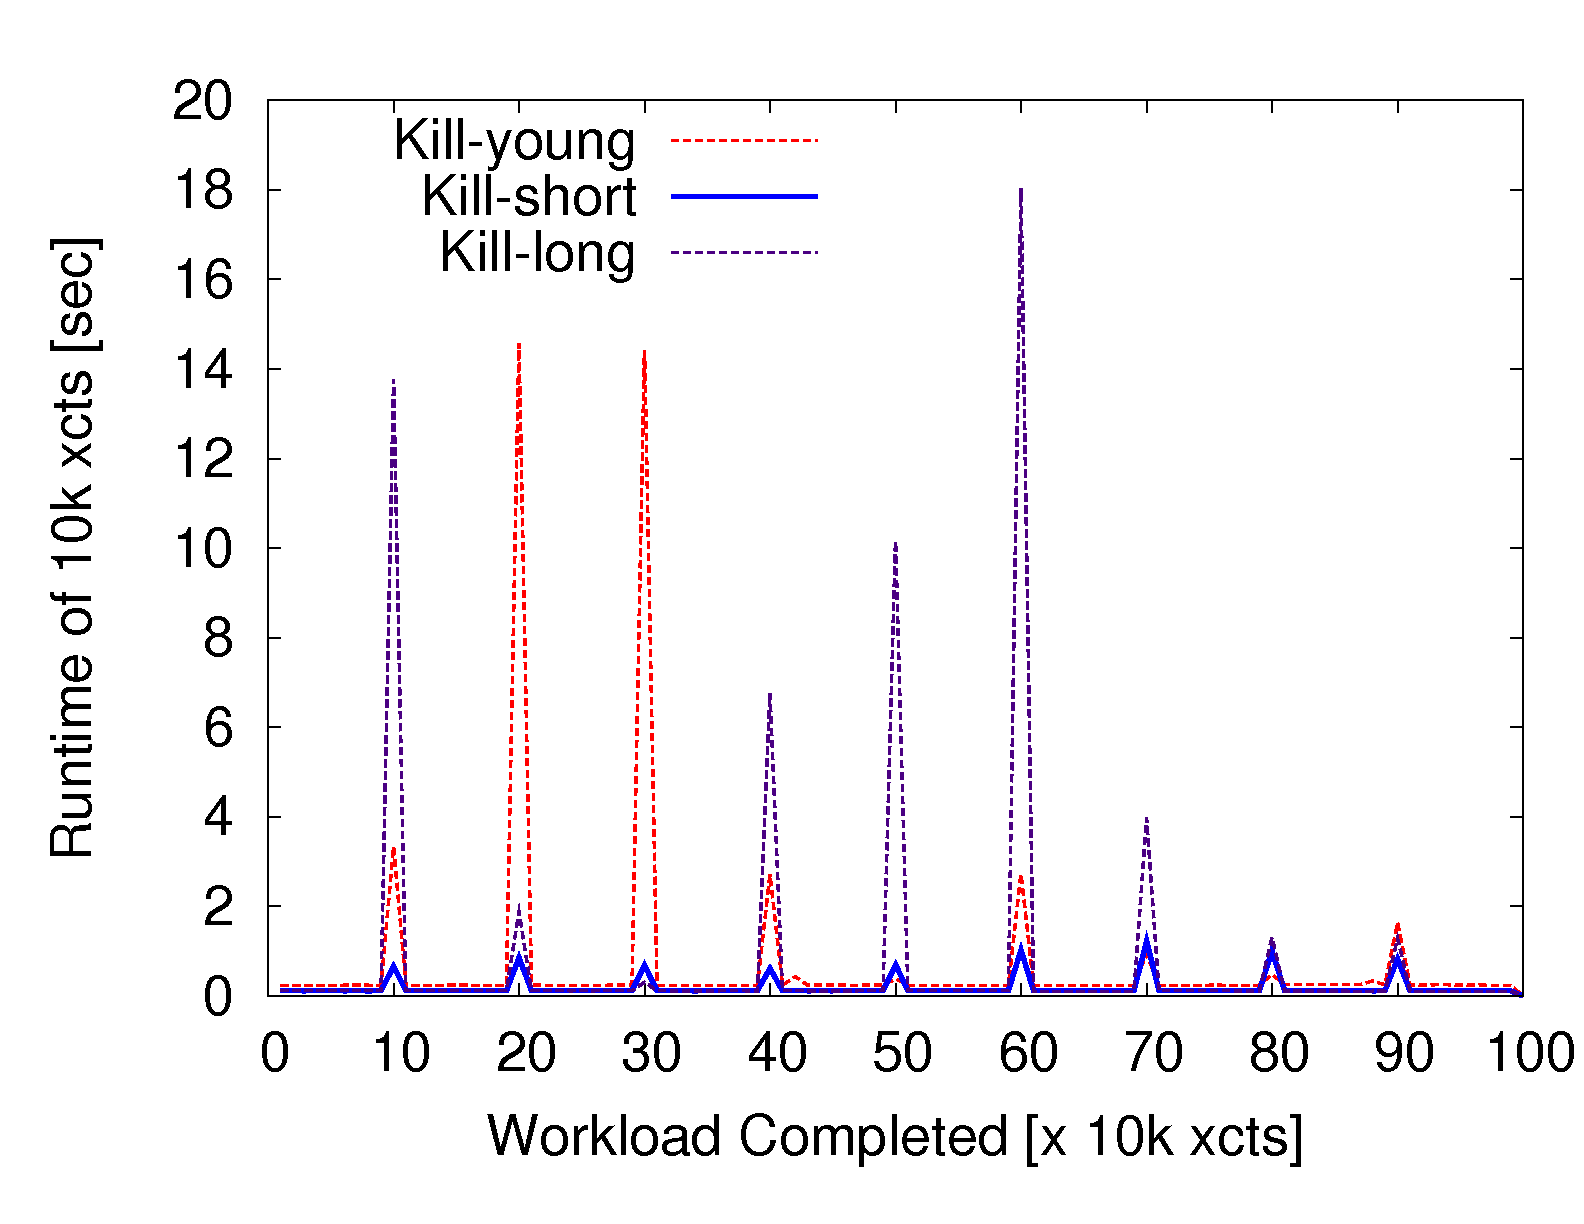 20
18
16
14
12
10
8
6
4
2
0
Runtime of 10k xcts [sec]
Kill-young
Kill-short
Kill-long
0 10 20 30 40 50 60 70 80 90 100
Workload Completed [x 10k xcts]